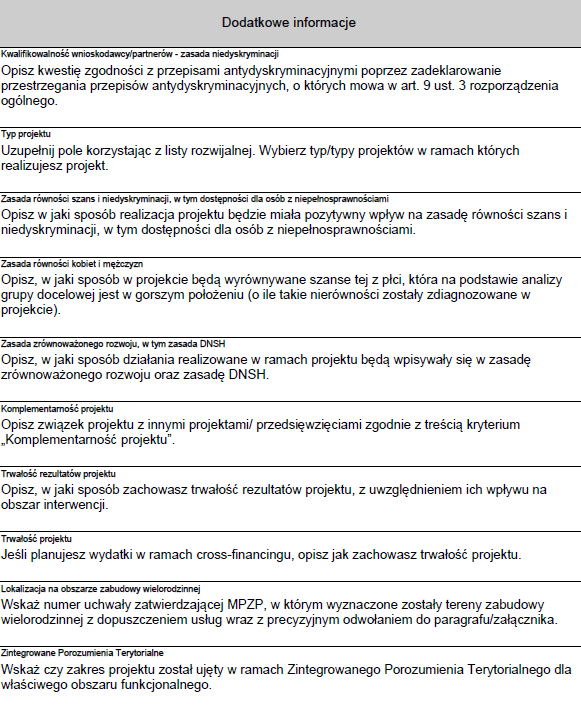 Dodatkowe informacje
Kwalifikowalność wnioskodawcy/partnerów - zasada niedyskryminacji
Opisz kwestię zgodności z przepisami antydyskryminacyjnymi poprzez zadeklarowanie
przestrzegania przepisów antydyskryminacyjnych, o których mowa w art. 9 ust. 3 rozporządzenia
ogólnego.
Typ projektu
Uzupełnij pole korzystając z listy rozwijalnej. Wybierz typ/typy projektów w ramach których
realizujesz projekt.
Zasada równości szans i niedyskryminacji, w tym dostępności dla osób z niepełnosprawnościami
Opisz w jaki sposób realizacja projektu będzie miała pozytywny wpływ na zasadę równości szans i
niedyskryminacji, w tym dostępności dla osób z niepełnosprawnościami.
Zasada równości kobiet i mężczyzn
Opisz, w jaki sposób w projekcie będą wyrównywane szanse tej z płci, która na podstawie analizy
grupy docelowej jest w gorszym położeniu (o ile takie nierówności zostały zdiagnozowane w
projekcie).
Zasada zrównoważonego rozwoju, w tym zasada DNSH
Opisz, w jaki sposób działania realizowane w ramach projektu będą wpisywały się w zasadę
zrównoważonego rozwoju oraz zasadę DNSH.
Komplementarność projektu
Opisz związek projektu z innymi projektami/ przedsięwzięciami zgodnie z treścią kryterium
„Komplementarność projektu”.
Trwałość rezultatów projektu
Opisz, w jaki sposób zachowasz trwałość rezultatów projektu, z uwzględnieniem ich wpływu na
obszar interwencji.
Trwałość projektu
Jeśli planujesz wydatki w ramach cross-financingu, opisz jak zachowasz trwałość projektu.
Lokalizacja na obszarze zabudowy wielorodzinnej
Wskaż numer uchwały zatwierdzającej MPZP, w którym wyznaczone zostały tereny zabudowy
wielorodzinnej z dopuszczeniem usług wraz z precyzyjnym odwołaniem do paragrafu/załącznika.
Zintegrowane Porozumienia Terytorialne
Wskaż czy zakres projektu został ujęty w ramach Zintegrowanego Porozumienia Terytorialnego dla
właściwego obszaru funkcjonalnego.